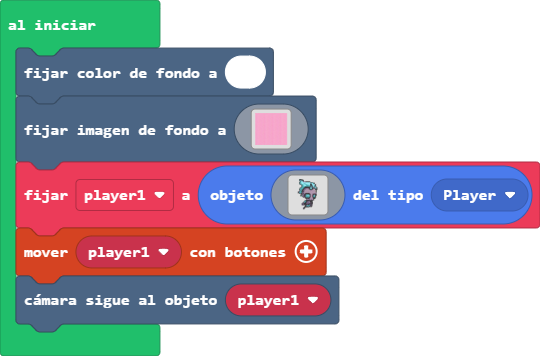 al iniciar
fijar color de fondo a
fijar imagen de fondo a
fijar player1 a objeto del tipo Player
mover player1 con botones
cámara sigue al objeto player1